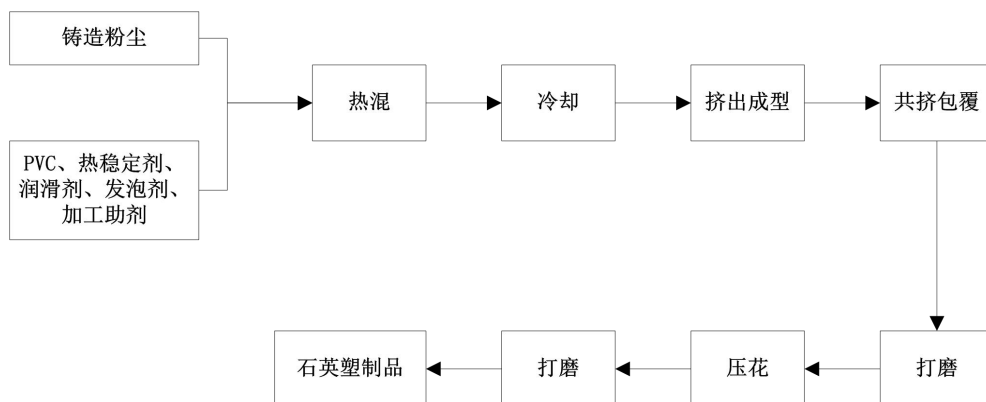 铸造粉尘
热混
冷却
挤出成型
共挤包覆
PVC、热稳定剂、
润滑剂、发泡剂、
加工助剂
石英塑制品
打磨
压花
打磨